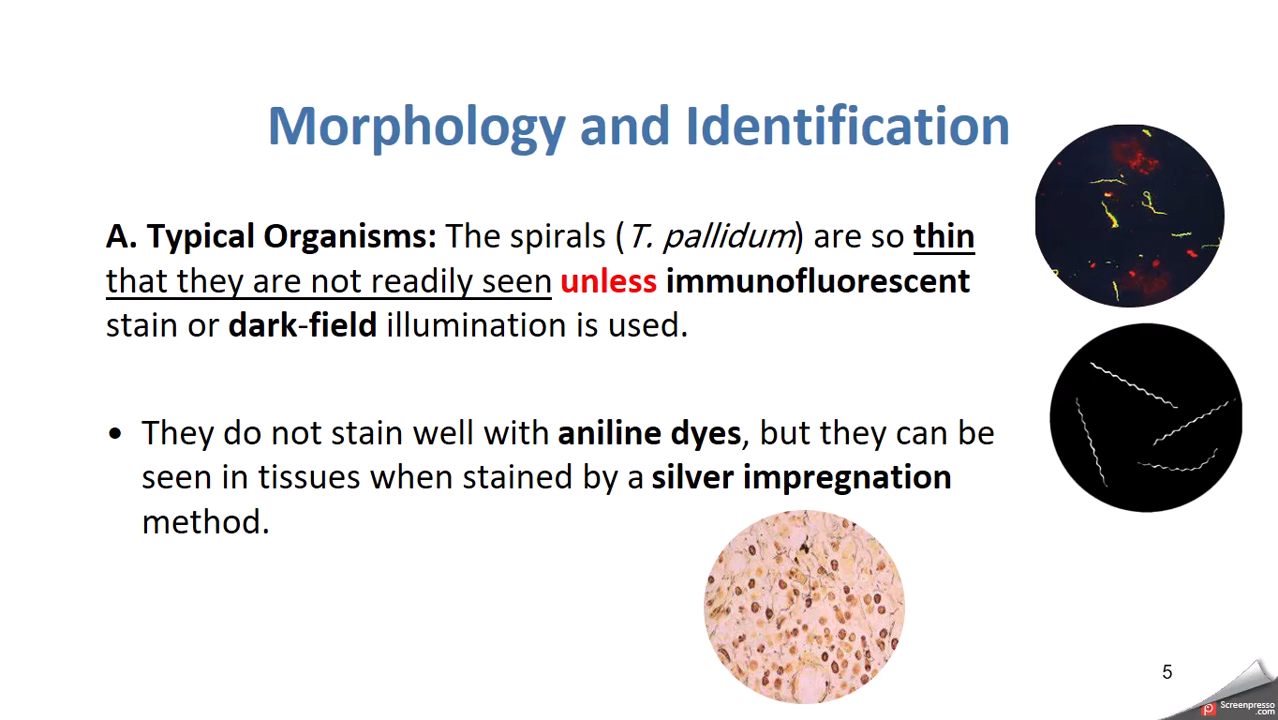 Morphology and Identification
A. Typical Organisms: The spirals (T. pallidum) are so thin
that they are not readily seen unless immunofluorescent
stain or dark-field illumination is used.
• They do not stain well with aniline dyes, but they can be
seen in tissues when stained by a silver impregnation
method.
5
Screenpresso
.com